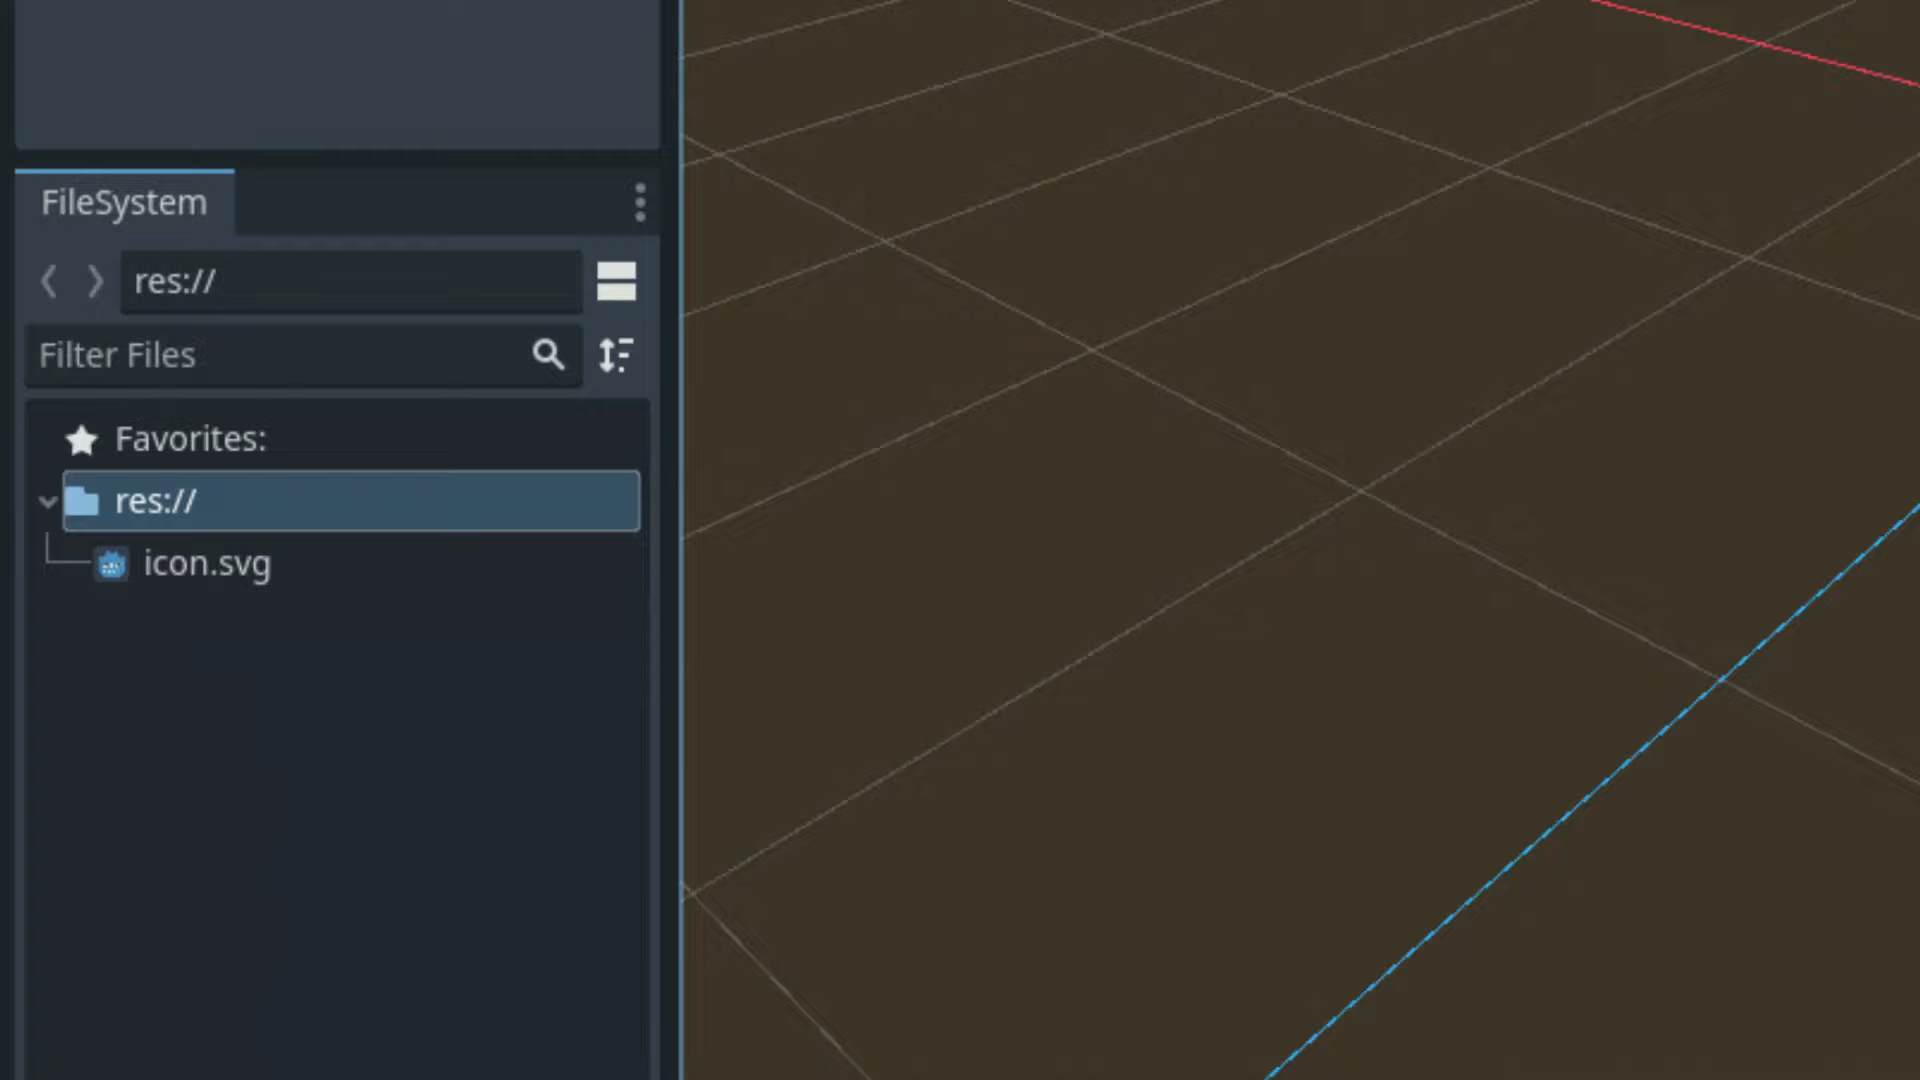 FileSystem
res://
Filter Files
Favorites:
res://
icon.svg